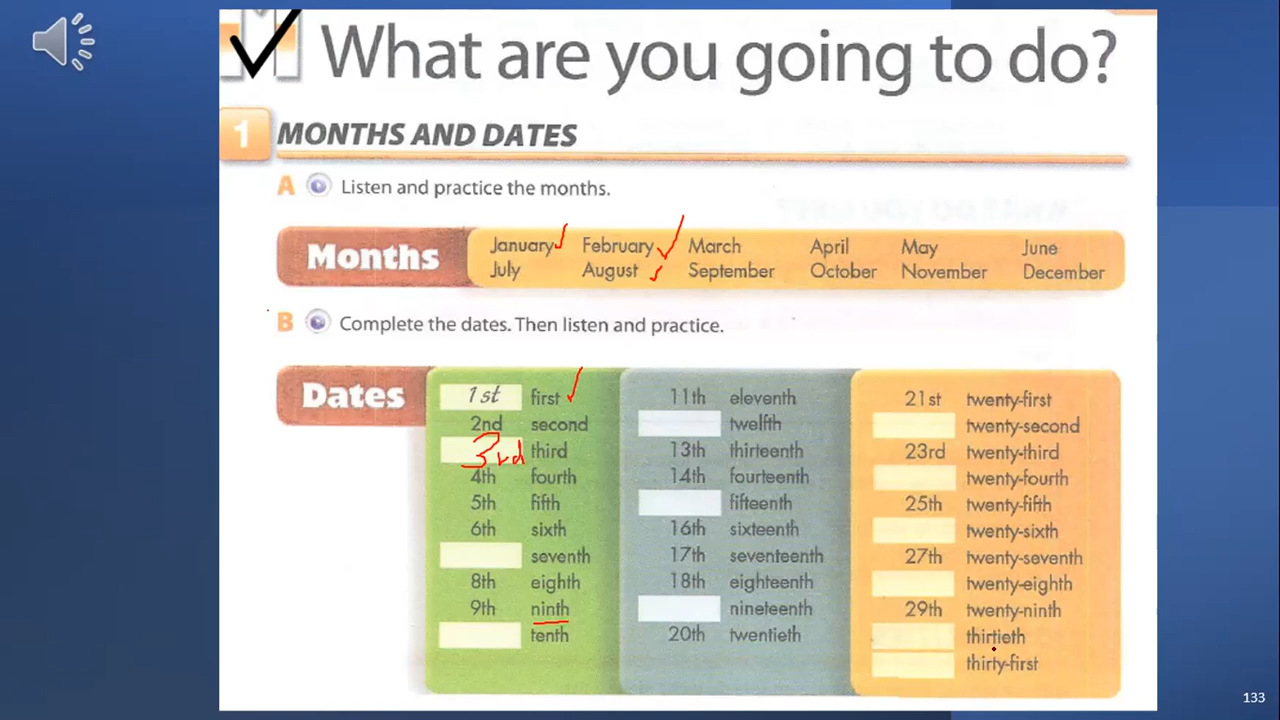 What are you going to do?
1 MONTHS AND DATES
A Listen and practice the months.
Months
January February March April May June
July August September October November December
B Complete the dates. Then listen and practice.
Dates
1st first 11th eleventh 21st twenty-first
2nd second twelfth twenty-second
3rd third 13th thirteenth 23rd twenty-third
4th fourth 14th fourteenth twenty-fourth
5th fifth fifteenth 25th twenty-fifth
6th sixth 16th sixteenth twenty-sixth
seventh 17th seventeenth 27th twenty-seventh
8th eighth 18th eighteenth twenty-eighth
9th ninth nineteenth 29th twenty-ninth
tenth 20th twentieth thirtieth
thirty-first
133